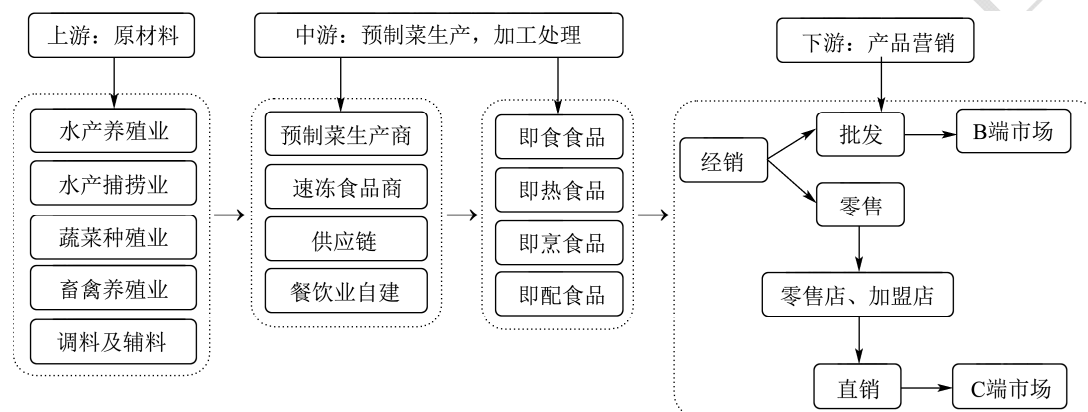 上游：原材料
水产养殖业
水产捕捞业
蔬菜种殖业
畜禽养殖业
调料及辅料
中游：预制菜生产，加工处理
预制菜生产商
速冻食品商
供应链
餐饮业自建
即食食品
即热食品
即烹食品
即配食品
下游：产品营销
经销
批发
B端市场
零售
零售店、加盟店
直销
C端市场